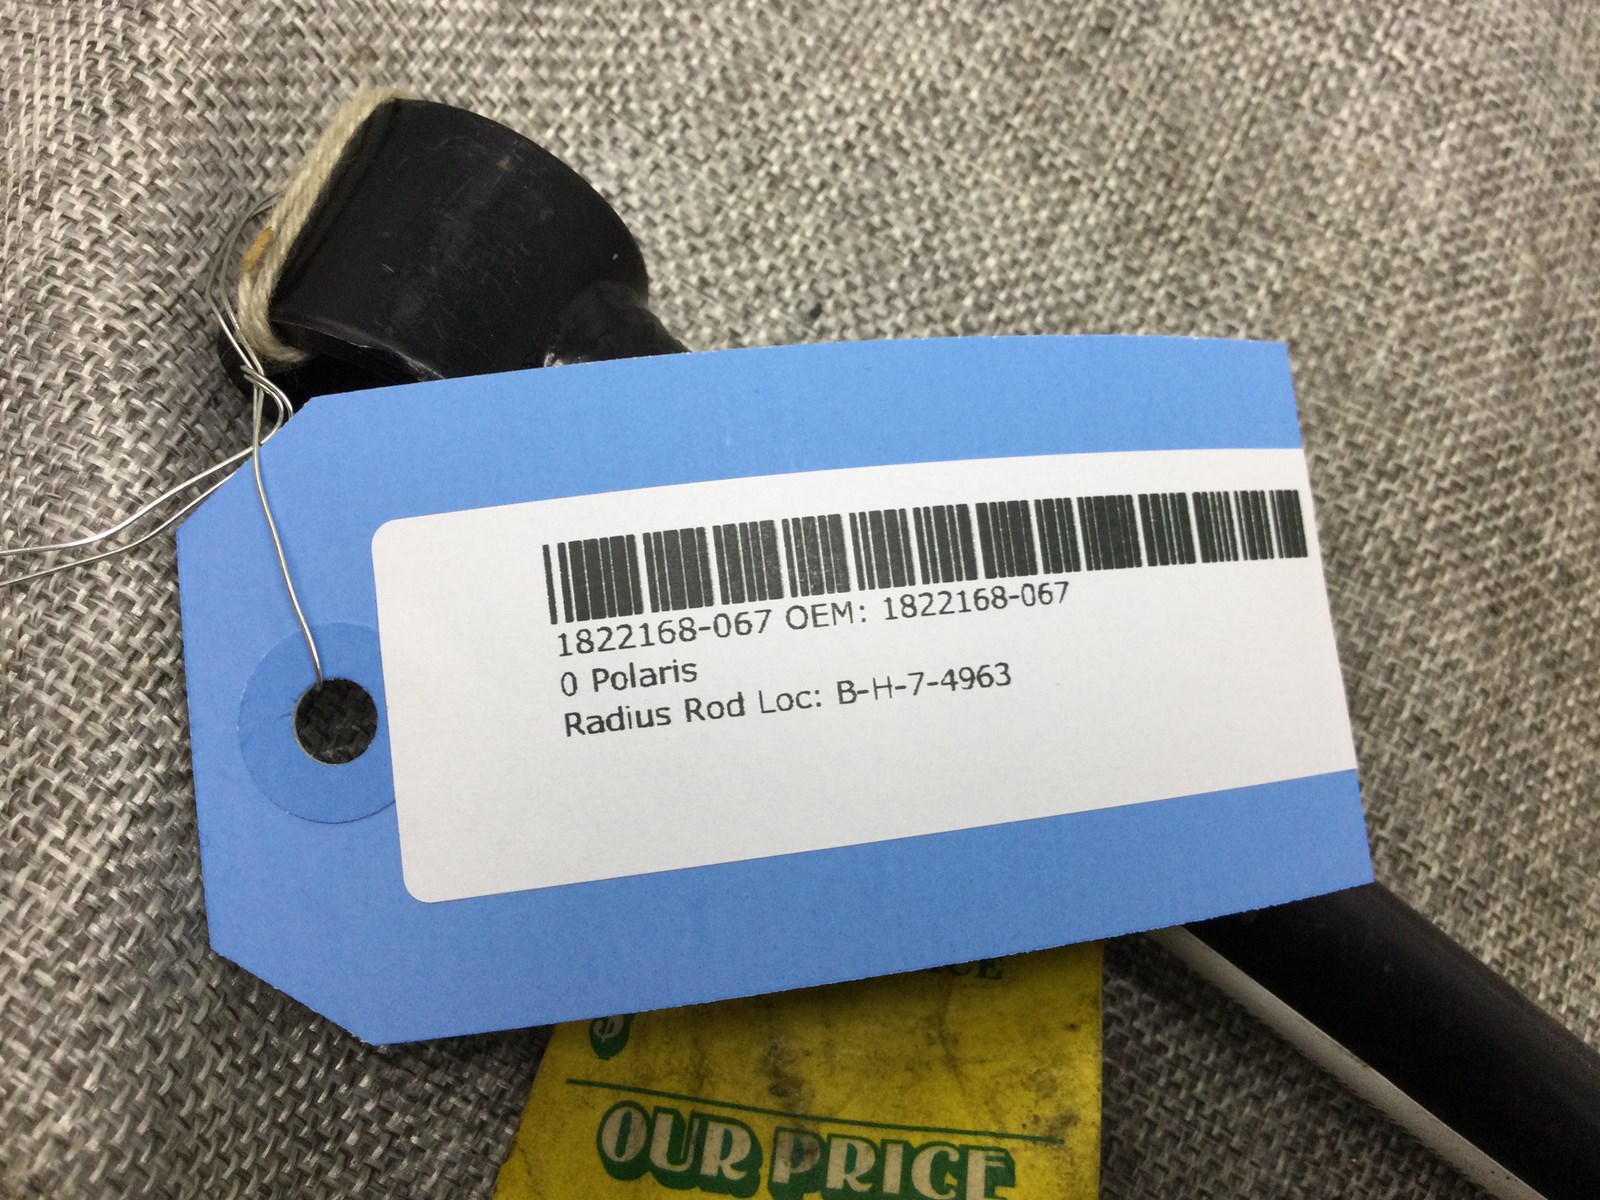 1822168-067 OEM: 1822168-067
0 Polaris
Radius Rod Loc: B-H-7-4963
$
OUR PRICE